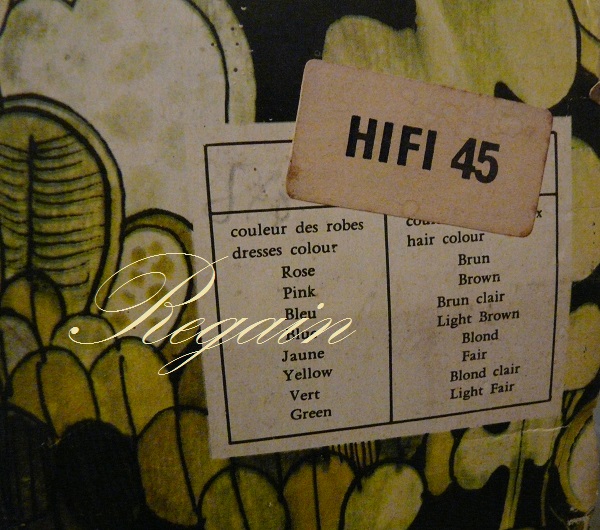 HIFI 45
couleur des robes
dresses colour
Rose
Pink
Bleu
Blue
Jaune
Yellow
Vert
Green
hair colour
Brun
Brown
Brun clair
Light Brown
Blond
Fair
Blond clair
Light Fair
Regain